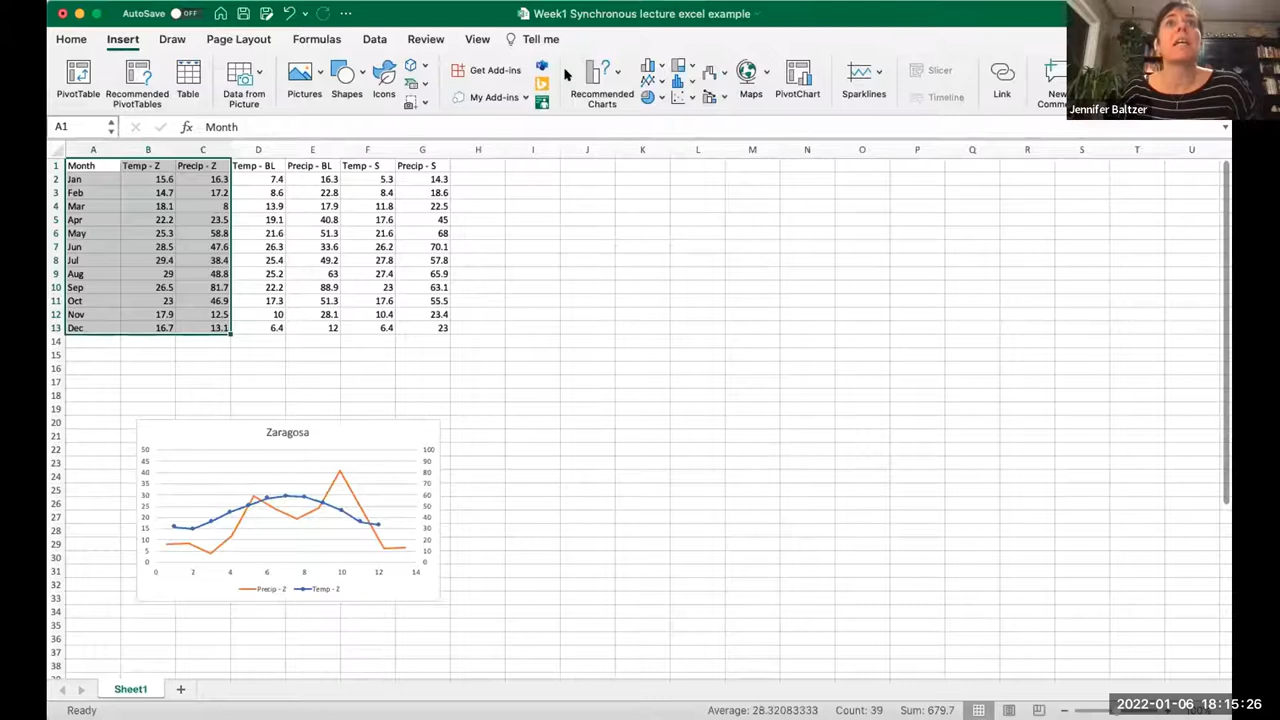 AutoSave OFF Week1 Synchronous lecture excel example
Home Insert Draw Page Layout Formulas Data Review View Tell me
PivotTable Recommended PivotTables Table Data from Picture Pictures Shapes Icons Get Add-ins My Add-ins Recommended Charts Maps PivotChart Sparklines Slicer Timeline Link New
Jennifer Baltzer
A1 fx Month
A B C D E F G H I J K L M N O P Q R S T U
1 Month Temp - Z Precip - Z Temp - BL Precip - BL Temp - S Precip - S
2 Jan 15.6 16.3 7.4 16.3 5.3 14.3
3 Feb 14.7 17.2 8.6 22.8 8.4 18.6
4 Mar 18.1 8 13.9 17.9 11.8 22.5
5 Apr 22.2 23.5 19.1 40.8 17.6 45
6 May 25.3 58.8 21.6 51.3 21.6 68
7 Jun 28.5 47.6 26.3 33.6 26.2 70.1
8 Jul 29.4 38.4 25.4 49.2 27.8 57.8
9 Aug 29 48.8 25.2 63 27.4 65.9
10 Sep 26.5 81.7 22.2 88.9 23 63.1
11 Oct 23 46.9 17.3 51.3 17.6 55.5
12 Nov 17.9 12.5 10 28.1 10.4 23.4
13 Dec 16.7 13.1 6.4 12 6.4 23
14
15
16
17
18
19
20
21
22
23
24
25
26
27
28
29
30
31
32
33
34
35
36
37
38
Zaragosa
50 100
45 90
40 80
35 70
30 60
25 50
20 40
15 30
10 20
5 10
0 0
0 2 4 6 8 10 12 14
Precip - Z Temp - Z
Sheet1
Ready Average: 28.32083333 Count: 39 Sum: 679.7
2022-01-06 18:15:26